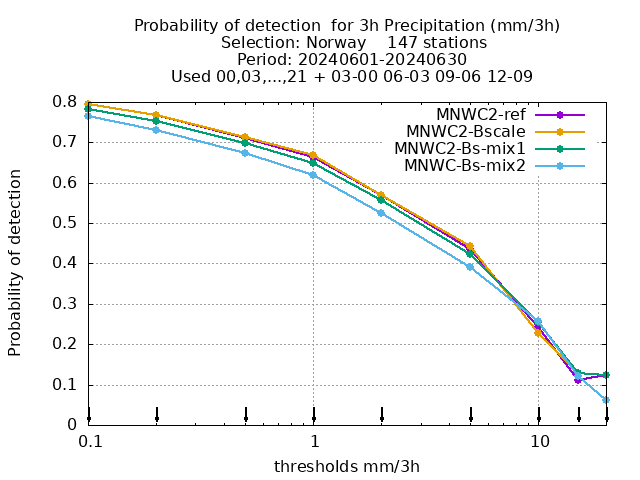 Probability of detection  for 3h Precipitation (mm/3h)
Selection: Norway    147 stations
Period: 20240601-20240630
Used 00,03,...,21 + 03-00 06-03 09-06 12-09
MNWC2-ref
MNWC2-Bscale
MNWC2-Bs-mix1
MNWC-Bs-mix2
Probability of detection
0.8
0.7
0.6
0.5
0.4
0.3
0.2
0.1
0
0.1 1 10
thresholds mm/3h